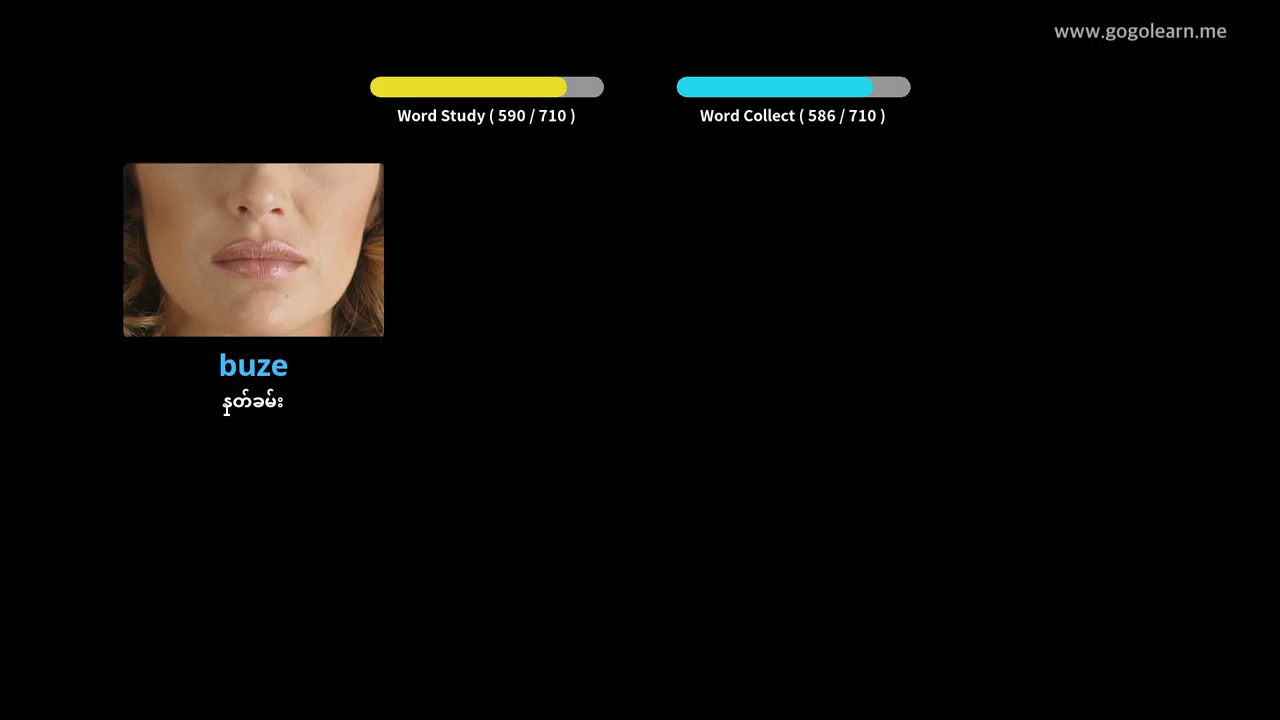 www.gogolearn.me
Word Study ( 590 / 710 )
Word Collect ( 586 / 710 )
buze
နှုတ်ခမ်း